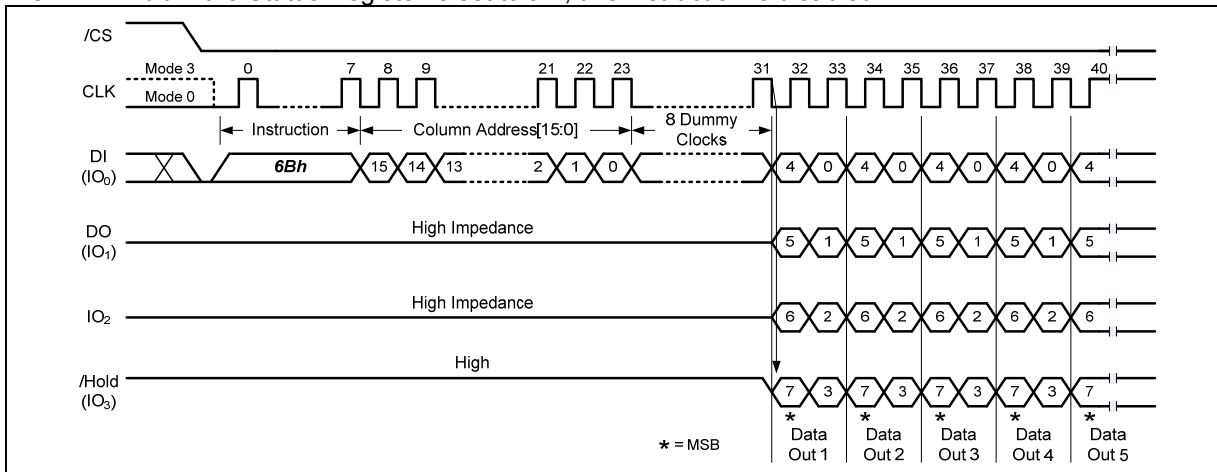 /CS
Mode 3 0 7 8 9 21 22 23 31 32 33 34 35 36 37 38 39 40
CLK
Mode 0
Instruction Column Address[15:0] 8 Dummy Clocks
DI (IO0) 6Bh 15 14 13 2 1 0 4 0 4 0 4 0 4 0 4
DO (IO1) High Impedance 5 1 5 1 5 1 5 1 5
IO2 High Impedance 6 2 6 2 6 2 6 2 6
/Hold (IO3) High 7 3 7 3 7 3 7 3 7
* * * * *
* = MSB
Data Out 1 Data Out 2 Data Out 3 Data Out 4 Data Out 5